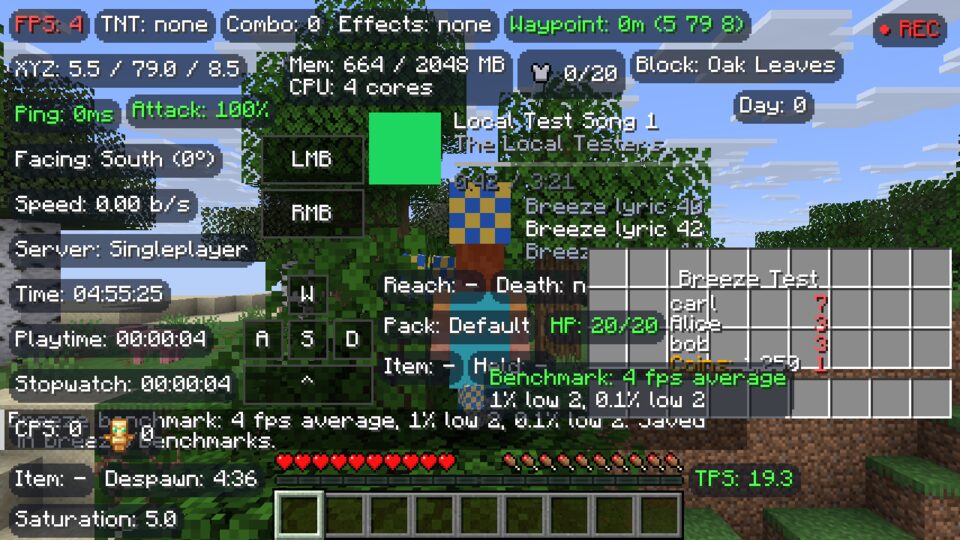 FPS: 4 TNT: none Combo: 0 Effects: none Waypoint: 0m (5 79 8) REC
XYZ: 5.5 / 79.0 / 8.5
Mem: 664 / 2048 MB
CPU: 4 cores
0/20
Block: Oak Leaves
Day: 0
Ping: 0ms
Attack: 100%
Local Test Song 1
The Local Testers
0:42 / 3:21
Facing: South (0°)
LMB
Speed: 0.00 b/s
RMB
Breeze lyric 40
Breeze lyric 42
Breeze
Server: Singleplayer
Time: 04:55:25
W
Reach: - Death: n
Breeze Test
carl 7
Alice 3
bob 3
Coins: 1,250 1
Playtime: 00:00:04
A S D
Pack: Default
HP: 20/20
Item: -
Stopwatch: 00:00:04
^
Benchmark: 4 fps average
1% low 2, 0.1% low 2
benchmark: 4 fps average, 1% low 2, 0.1% low 2. Saved
benchmarks.
CPS: 0
0
Item: - Despawn: 4:36
TPS: 19.3
Saturation: 5.0